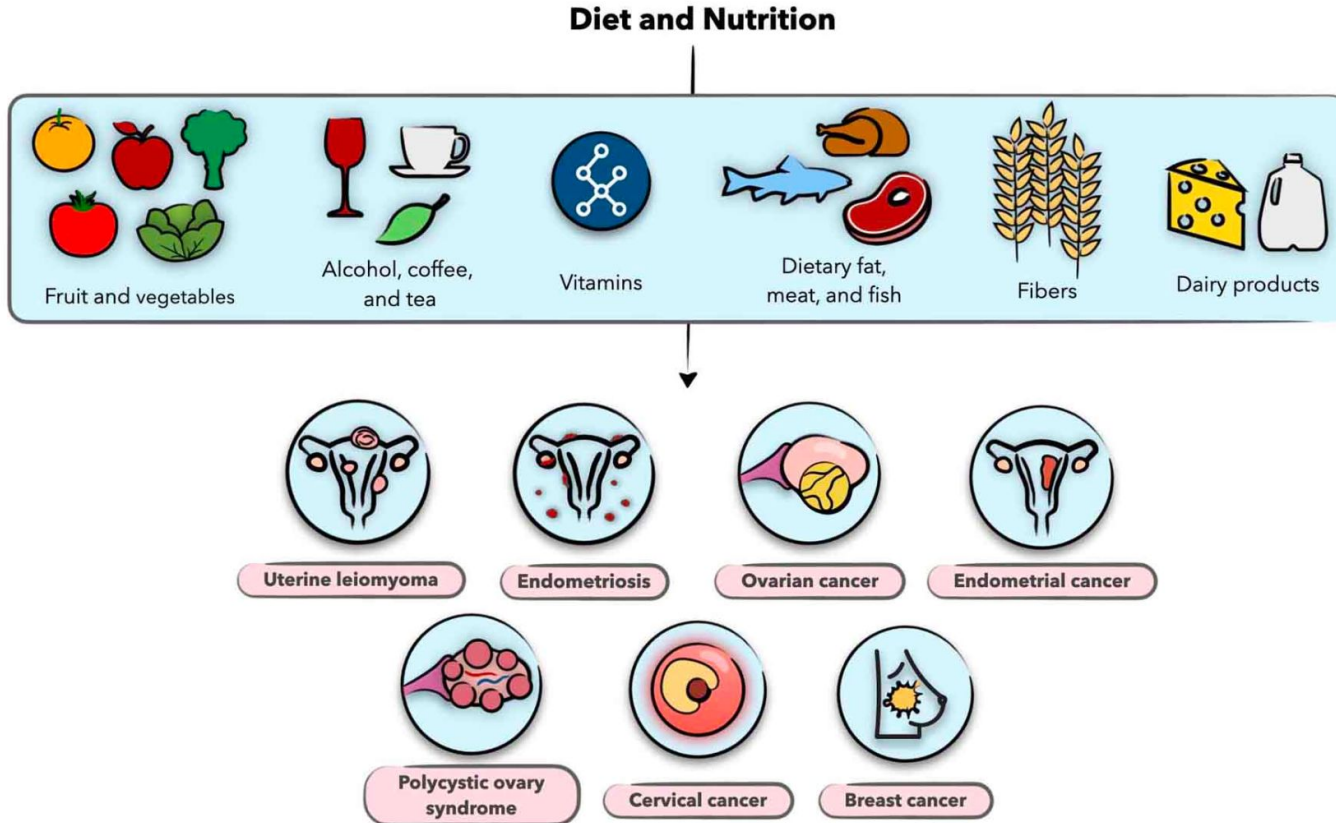 Diet and Nutrition
Fruit and vegetables
Alcohol, coffee,
and tea
Vitamins
Dietary fat,
meat, and fish
Fibers
Dairy products
Uterine leiomyoma
Endometriosis
Ovarian cancer
Endometrial cancer
Polycystic ovary
syndrome
Cervical cancer
Breast cancer